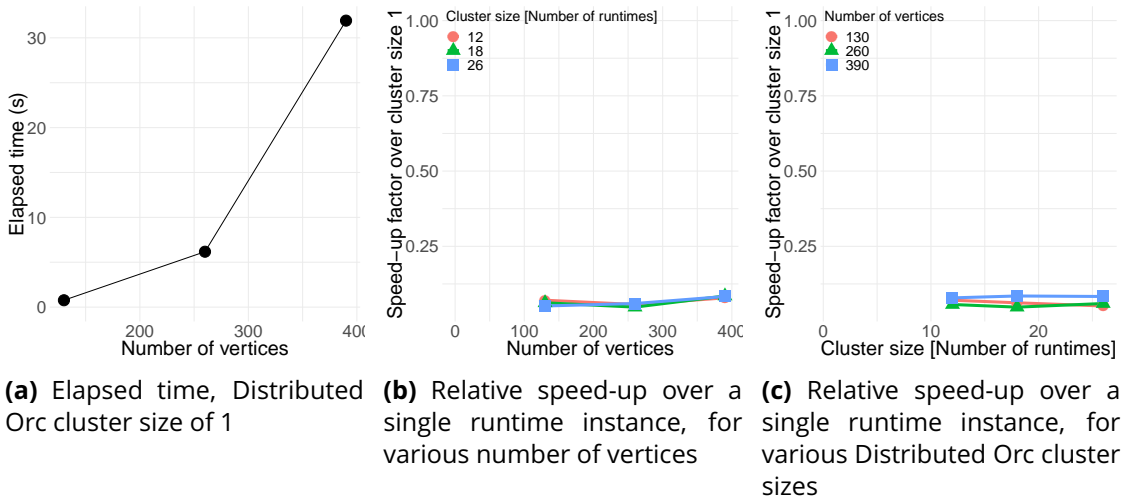 Elapsed time (s)
30
20
10
0
200
300
400
Number of vertices
Speed−up factor over cluster size 1
1.00
0.75
0.50
0.25
Cluster size [Number of runtimes]
12
18
26
0
100
200
300
400
Number of vertices
Speed−up factor over cluster size 1
1.00
0.75
0.50
0.25
Number of vertices
130
260
390
0
10
20
Cluster size [Number of runtimes]
(a) Elapsed time, Distributed
Orc cluster size of 1
(b) Relative speed-up over a
single runtime instance, for
various number of vertices
(c) Relative speed-up over a
single runtime instance, for
various Distributed Orc cluster
sizes